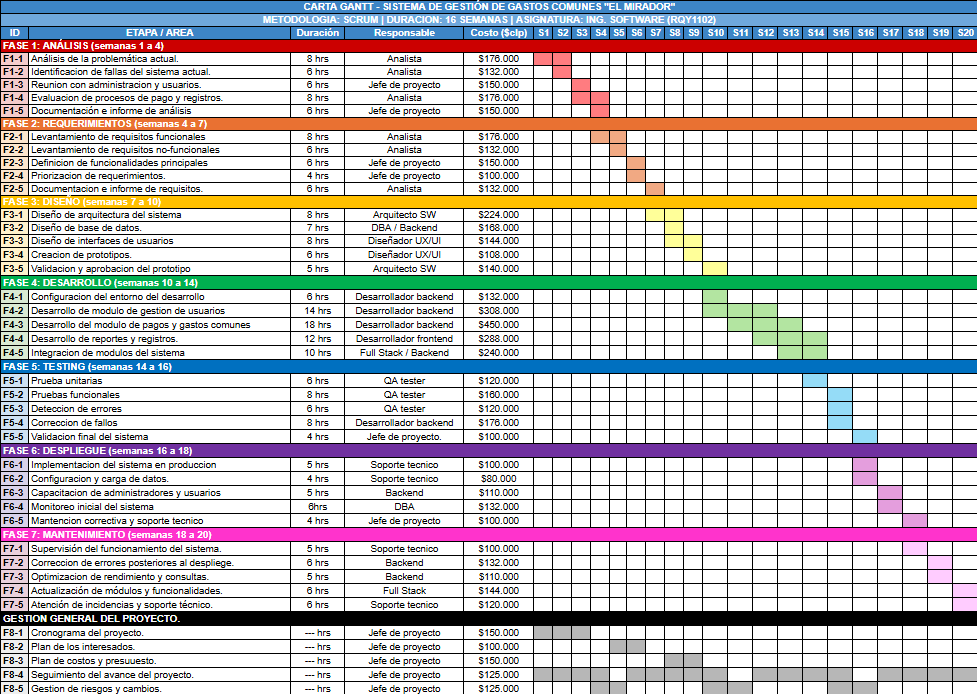 CARTA GANTT - SISTEMA DE GESTIÓN DE GASTOS COMUNES "EL MIRADOR"
METODOLOGIA: SCRUM | DURACION: 16 SEMANAS | ASIGNATURA: ING. SOFTWARE (RQY1102)
ID ETAPA / AREA Duración Responsable Costo ($clp) S1 S2 S3 S4 S5 S6 S7 S8 S9 S10 S11 S12 S13 S14 S15 S16 S17 S18 S19 S20
FASE 1: ANÁLISIS (semanas 1 a 4)
F1-1 Análisis de la problemática actual. 8 hrs Analista $176.000
F1-2 Identificacion de fallas del sistema actual. 6 hrs Analista $132.000
F1-3 Reunion con administracion y usuarios. 6 hrs Jefe de proyecto $150.000
F1-4 Evaluacion de procesos de pago y registros. 8 hrs Analista $176.000
F1-5 Documentación e informe de análisis 6 hrs Jefe de proyecto $150.000
FASE 2: REQUERIMIENTOS (semanas 4 a 7)
F2-1 Levantamiento de requisitos funcionales 8 hrs Analista $176.000
F2-2 Levantamiento de requisitos no-funcionales 6 hrs Analista $132.000
F2-3 Definicion de funcionalidades principales 6 hrs Jefe de proyecto $150.000
F2-4 Priorizacion de requerimientos. 4 hrs Jefe de proyecto $100.000
F2-5 Documentacion e informe de requisitos. 6 hrs Analista $132.000
FASE 3: DISEÑO (semanas 7 a 10)
F3-1 Diseño de arquitectura del sistema 8 hrs Arquitecto SW $224.000
F3-2 Diseño de base de datos. 7 hrs DBA / Backend $168.000
F3-3 Diseño de interfaces de usuarios 8 hrs Diseñador UX/UI $144.000
F3-4 Creacion de prototipos. 6 hrs Diseñador UX/UI $108.000
F3-5 Validacion y aprobacion del prototipo 5 hrs Arquitecto SW $140.000
FASE 4: DESARROLLO (semanas 10 a 14)
F4-1 Configuracion del entorno del desarrollo 6 hrs Desarrollador backend $132.000
F4-2 Desarrollo de modulo de gestion de usuarios 14 hrs Desarrollador backend $308.000
F4-3 Desarrollo del modulo de pagos y gastos comunes 18 hrs Desarrollador backend $450.000
F4-4 Desarrollo de reportes y registros. 12 hrs Desarrollador frontend $288.000
F4-5 Integracion de modulos del sistema 10 hrs Full Stack / Backend $240.000
FASE 5: TESTING (semanas 14 a 16)
F5-1 Prueba unitarias 6 hrs QA tester $120.000
F5-2 Pruebas funcionales 8 hrs QA tester $160.000
F5-3 Deteccion de errores 6 hrs QA tester $120.000
F5-4 Correccion de fallos 8 hrs Desarrollador backend $176.000
F5-5 Validacion final del sistema 4 hrs Jefe de proyecto. $100.000
FASE 6: DESPLIEGUE (semanas 16 a 18)
F6-1 Implementacion del sistema en produccion 5 hrs Soporte tecnico $100.000
F6-2 Configuracion y carga de datos. 4 hrs Soporte tecnico $80.000
F6-3 Capacitacion de administradores y usuarios 5 hrs Backend $110.000
F6-4 Monitoreo inicial del sistema 6hrs DBA $132.000
F6-5 Mantencion correctiva y soporte tecnico 4 hrs Jefe de proyecto $100.000
FASE 7: MANTENIMIENTO (semanas 18 a 20)
F7-1 Supervisión del funcionamiento del sistema. 5 hrs Soporte tecnico $100.000
F7-2 Correccion de errores posteriores al despliege. 6 hrs Backend $132.000
F7-3 Optimizacion de rendimiento y consultas. 5 hrs Backend $110.000
F7-4 Actualización de módulos y funcionalidades. 6 hrs Full Stack $144.000
F7-5 Atención de incidencias y soporte técnico. 6 hrs Soporte tecnico $120.000
GESTION GENERAL DEL PROYECTO.
F8-1 Cronograma del proyecto. --- hrs Jefe de proyecto $150.000
F8-2 Plan de los interesados. --- hrs Jefe de proyecto $100.000
F8-3 Plan de costos y presuuesto. --- hrs Jefe de proyecto $150.000
F8-4 Seguimiento del avance del proyecto. --- hrs Jefe de proyecto $125.000
F8-5 Gestion de riesgos y cambios. --- hrs Jefe de proyecto $125.000